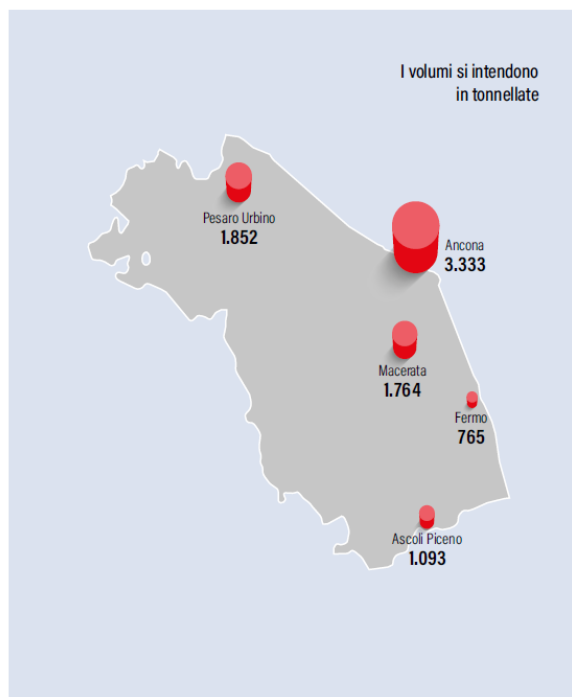 I volumi si intendono
in tonnellate
Pesaro Urbino
1.852
Ancona
3.333
Macerata
1.764
Fermo
765
Ascoli Piceno
1.093